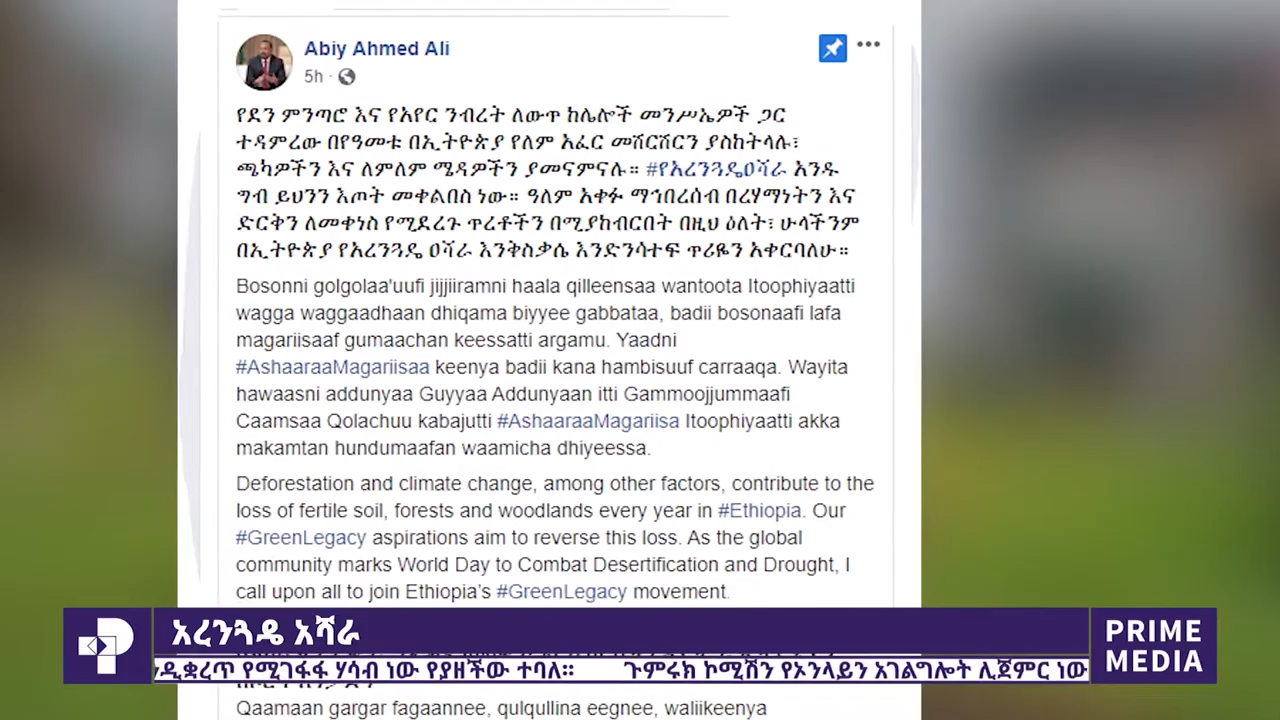 Abiy Ahmed Ali
5h ·
የደን ምንጣሮ እና የአየር ንብረት ለውጥ ከሌሎች መንሥኤዎች ጋር
ተዳምረው በየዓመቱ በኢትዮጵያ የለም አፈር መሸርሸርን ያስከትላሉ፣
ጫካዎችን እና ለምለም ሜዳዎችን ያመናምናሉ። #የአረንጓዴዐሻራ አንዱ
ግብ ይህንን እጦት መቀልበስ ነው። ዓለም አቀፉ ማኅበረሰብ በረሃማነትን እና
ድርቅን ለመቀነስ የሚደረጉ ጥረቶችን በሚያከብርበት በዚህ ዕለት፣ ሁላችንም
በኢትዮጵያ የአረንጓዴ ዐሻራ እንቅስቃሴ እንድንሳተፍ ጥሪዬን አቀርባለሁ።
Bosonni golgolaa'uufi jijjiiramni haala qilleensaa wantoota Itoophiyaatti
wagga waggaadhaan dhiqama biyyee gabbataa, badii bosonaafi lafa
magariisaaf gumaachan keessatti argamu. Yaadni
#AshaaraaMagariisaa keenya badii kana hambisuuf carraaqa. Wayita
hawaasni addunyaa Guyyaa Addunyaan itti Gammoojjummaafi
Caamsaa Qolachuu kabajutti #AshaaraaMagariisa Itoophiyaatti akka
makamtan hundumaafan waamicha dhiyeessa.
Deforestation and climate change, among other factors, contribute to the
loss of fertile soil, forests and woodlands every year in #Ethiopia. Our
#GreenLegacy aspirations aim to reverse this loss. As the global
community marks World Day to Combat Desertification and Drought, I
call upon all to join Ethiopia's #GreenLegacy movement.
አረንጓዴ አሻራ
PRIME
MEDIA
የሚገፋፋ ሃሳብ ነው የያዘችው ተባለ። ጉምሩክ ኮሚሽን የኦንላይን አገልግሎት ሊጀምር ነው
Qaamaan gargar fagaannee, qulqullina eegnee, waliikeenya